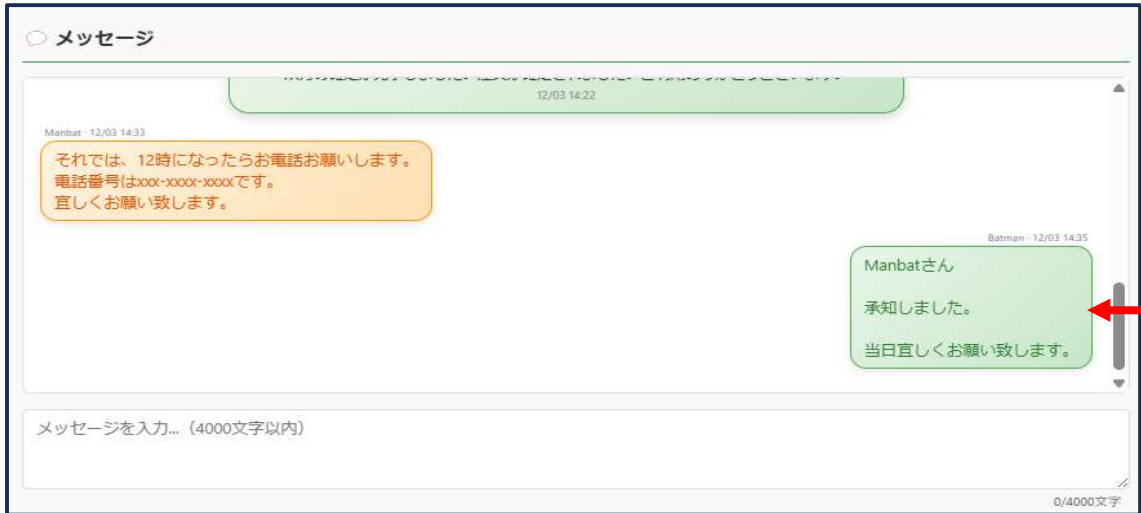 メッセージ
12/03 14:22
Manbat · 12/03 14:33
それでは、12時になったらお電話お願いします。
電話番号はxxx-xxxx-xxxxです。
宜しくお願い致します。
Batman · 12/03 14:35
Manbatさん
承知しました。
当日宜しくお願い致します。
メッセージを入力...（4000文字以内）
0/4000文字